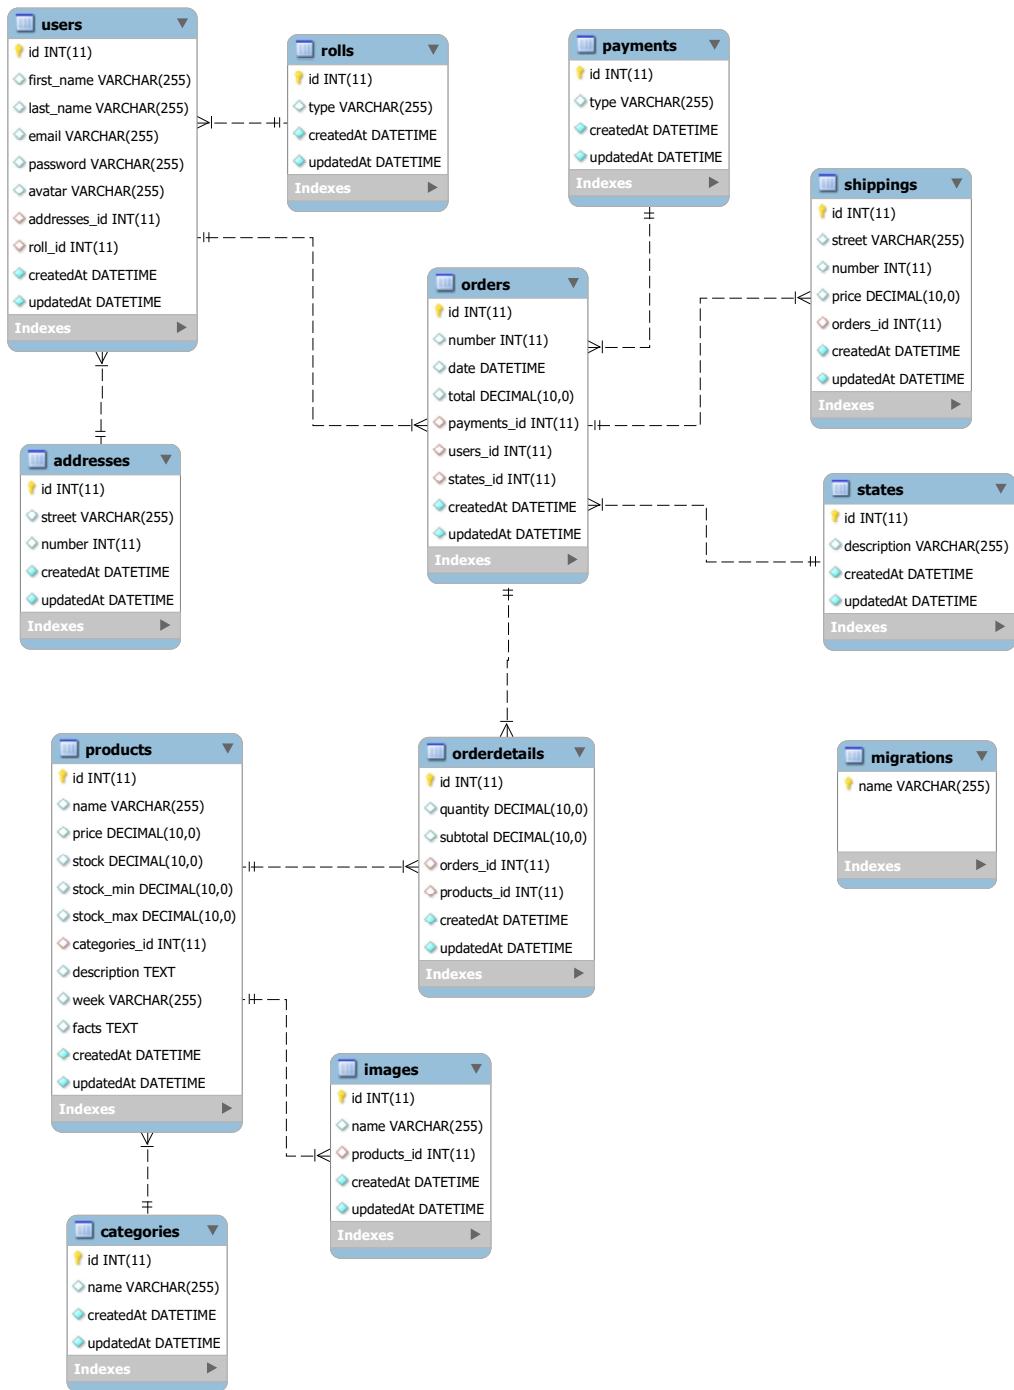 users
id INT(11)
first_name VARCHAR(255)
last_name VARCHAR(255)
email VARCHAR(255)
password VARCHAR(255)
avatar VARCHAR(255)
addresses_id INT(11)
roll_id INT(11)
createdAt DATETIME
updatedAt DATETIME
Indexes
rolls
id INT(11)
type VARCHAR(255)
createdAt DATETIME
updatedAt DATETIME
Indexes
payments
id INT(11)
type VARCHAR(255)
createdAt DATETIME
updatedAt DATETIME
Indexes
shippings
id INT(11)
street VARCHAR(255)
number INT(11)
price DECIMAL(10,0)
orders_id INT(11)
createdAt DATETIME
updatedAt DATETIME
Indexes
orders
id INT(11)
number INT(11)
date DATETIME
total DECIMAL(10,0)
payments_id INT(11)
users_id INT(11)
states_id INT(11)
createdAt DATETIME
updatedAt DATETIME
Indexes
addresses
id INT(11)
street VARCHAR(255)
number INT(11)
createdAt DATETIME
updatedAt DATETIME
Indexes
states
id INT(11)
description VARCHAR(255)
createdAt DATETIME
updatedAt DATETIME
Indexes
products
id INT(11)
name VARCHAR(255)
price DECIMAL(10,0)
stock DECIMAL(10,0)
stock_min DECIMAL(10,0)
stock_max DECIMAL(10,0)
categories_id INT(11)
description TEXT
week VARCHAR(255)
facts TEXT
createdAt DATETIME
updatedAt DATETIME
Indexes
orderdetails
id INT(11)
quantity DECIMAL(10,0)
subtotal DECIMAL(10,0)
orders_id INT(11)
products_id INT(11)
createdAt DATETIME
updatedAt DATETIME
Indexes
migrations
name VARCHAR(255)
Indexes
images
id INT(11)
name VARCHAR(255)
products_id INT(11)
createdAt DATETIME
updatedAt DATETIME
Indexes
categories
id INT(11)
name VARCHAR(255)
createdAt DATETIME
updatedAt DATETIME
Indexes